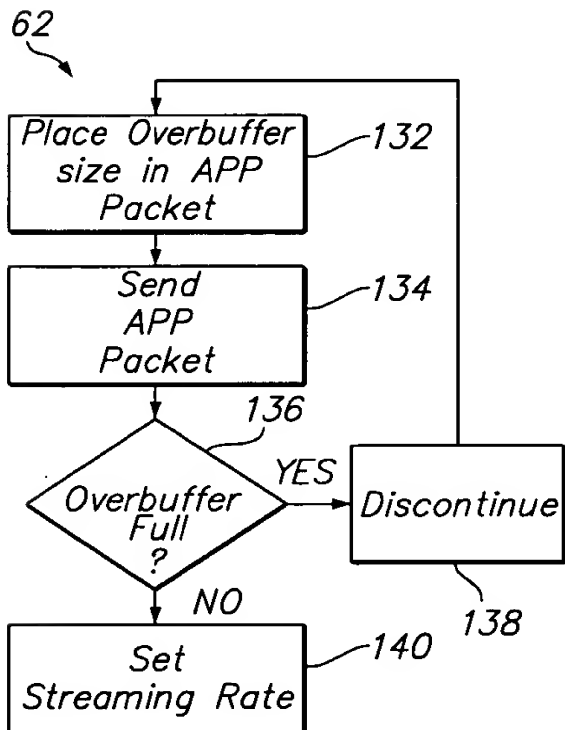 62
Place Overbuffer
size in APP
Packet
132
Send
APP
Packet
134
136
Overbuffer
Full
?
YES
Discontinue
138
NO
Set
Streaming Rate
140